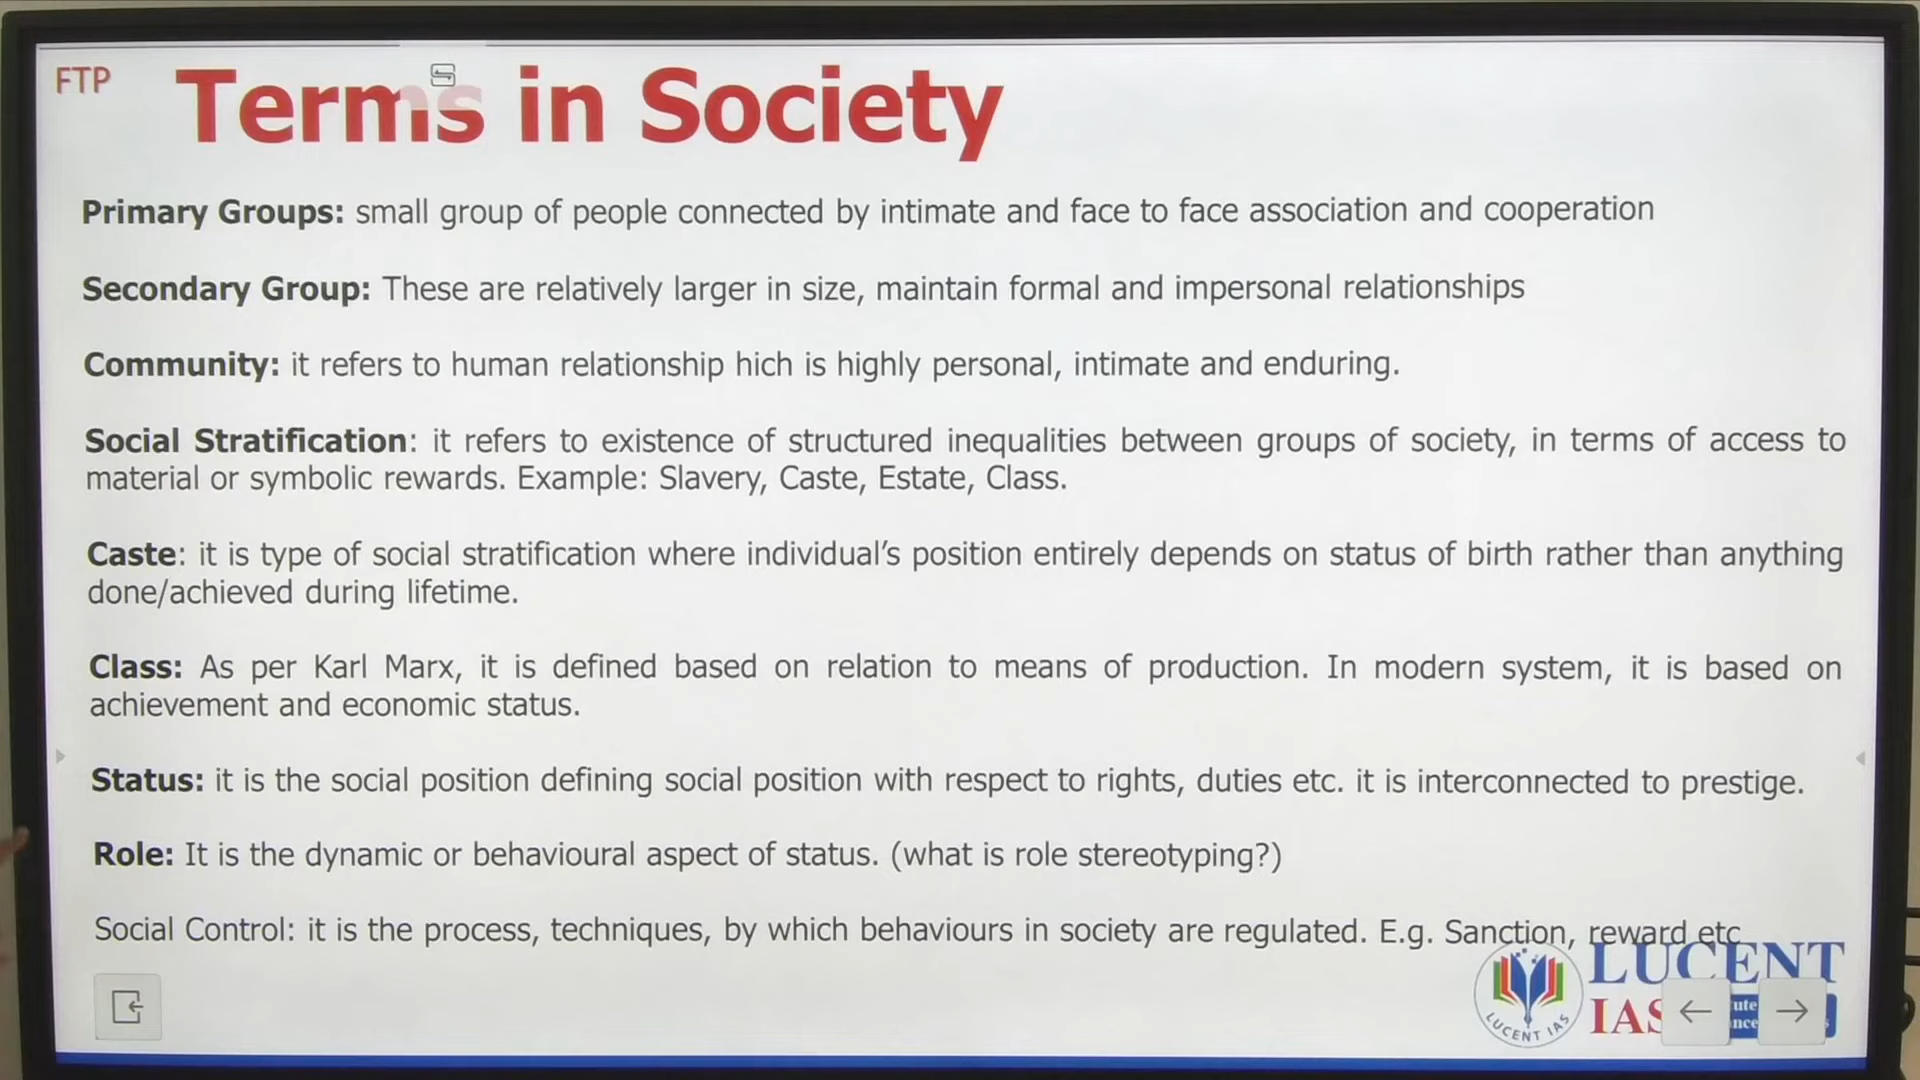 FTP
Terms in Society
Primary Groups: small group of people connected by intimate and face to face association and cooperation
Secondary Group: These are relatively larger in size, maintain formal and impersonal relationships
Community: it refers to human relationship hich is highly personal, intimate and enduring.
Social Stratification: it refers to existence of structured inequalities between groups of society, in terms of access to
material or symbolic rewards. Example: Slavery, Caste, Estate, Class.
Caste: it is type of social stratification where individual's position entirely depends on status of birth rather than anything
done/achieved during lifetime.
Class: As per Karl Marx, it is defined based on relation to means of production. In modern system, it is based on
achievement and economic status.
Status: it is the social position defining social position with respect to rights, duties etc. it is interconnected to prestige.
Role: It is the dynamic or behavioural aspect of status. (what is role stereotyping?)
Social Control: it is the process, techniques, by which behaviours in society are regulated. E.g. Sanction, reward etc
LUCENT
IAS
LUCENT IAS